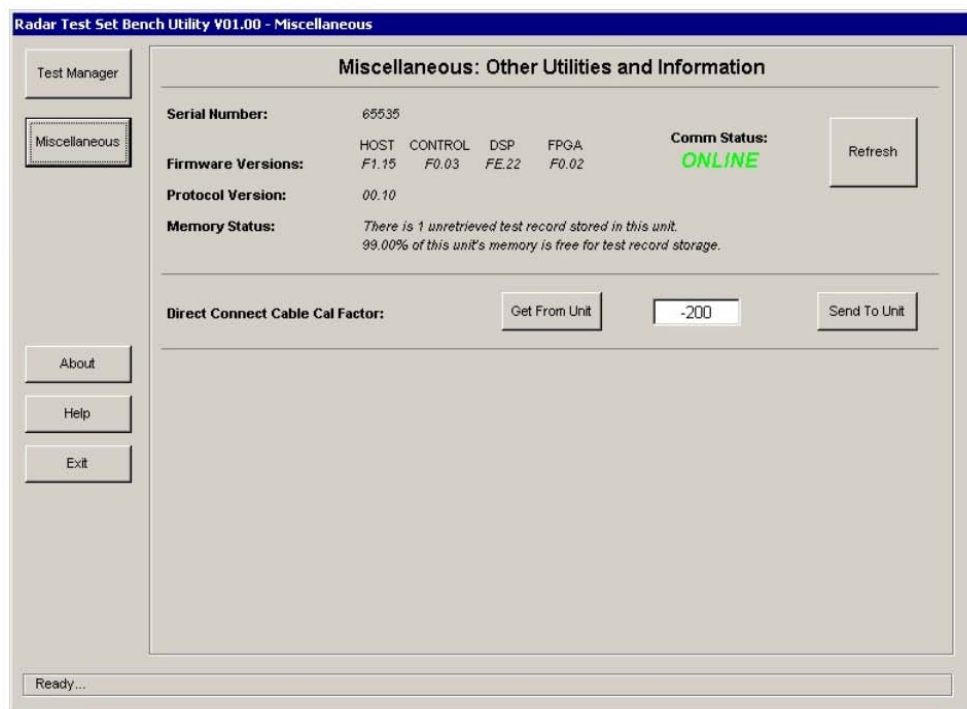 Radar Test Set Bench Utility V01.00 - Miscellaneous
Test Manager
Miscellaneous
About
Help
Exit
Miscellaneous: Other Utilities and Information
Serial Number: 65535
HOST CONTROL DSP FPGA
Firmware Versions: F1.15 F0.03 FE.22 F0.02
Protocol Version: 00.10
Memory Status: There is 1 unretrieved test record stored in this unit.
99.00% of this unit's memory is free for test record storage.
Comm Status:
ONLINE
Refresh
Direct Connect Cable Cal Factor: Get From Unit -200 Send To Unit
Ready...